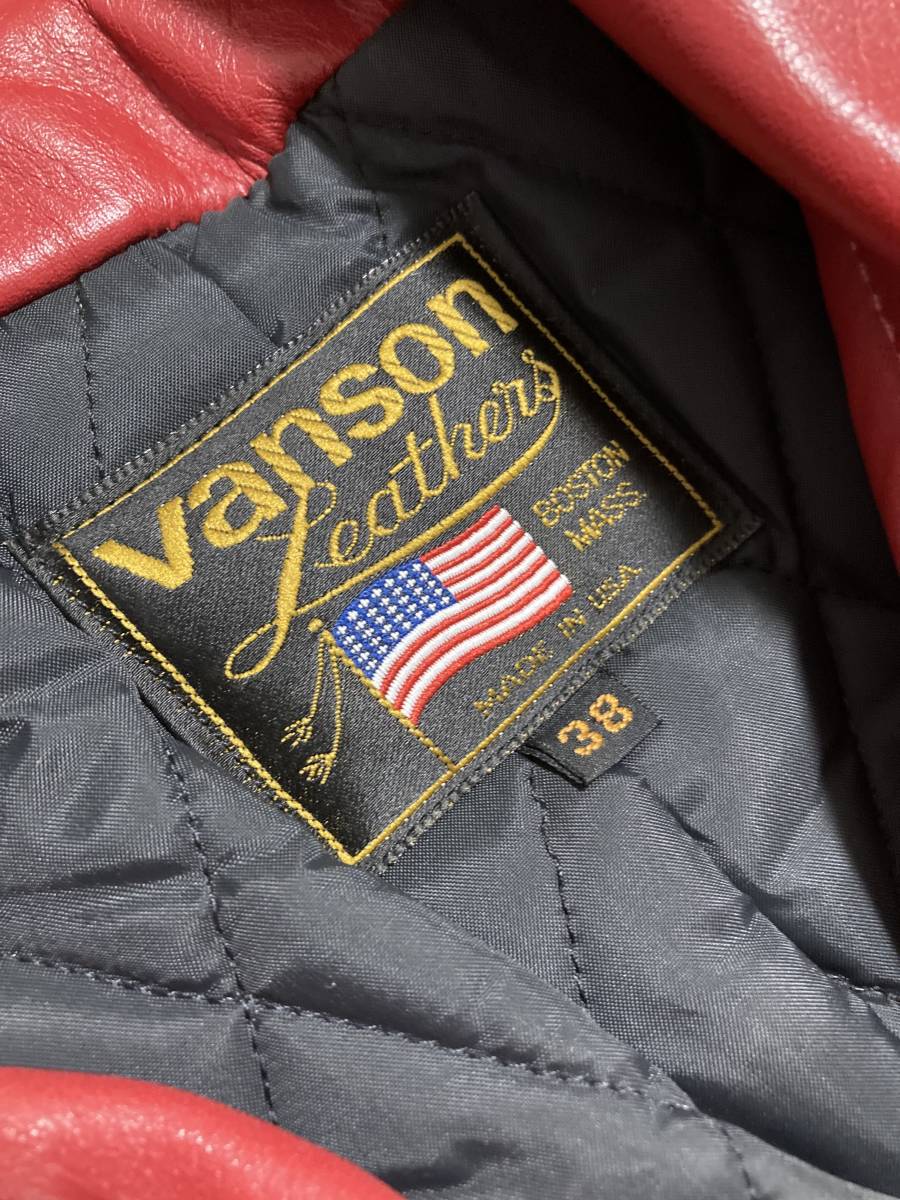 vanson
Leathers
BOSTON
MASS.
MADE IN USA
38